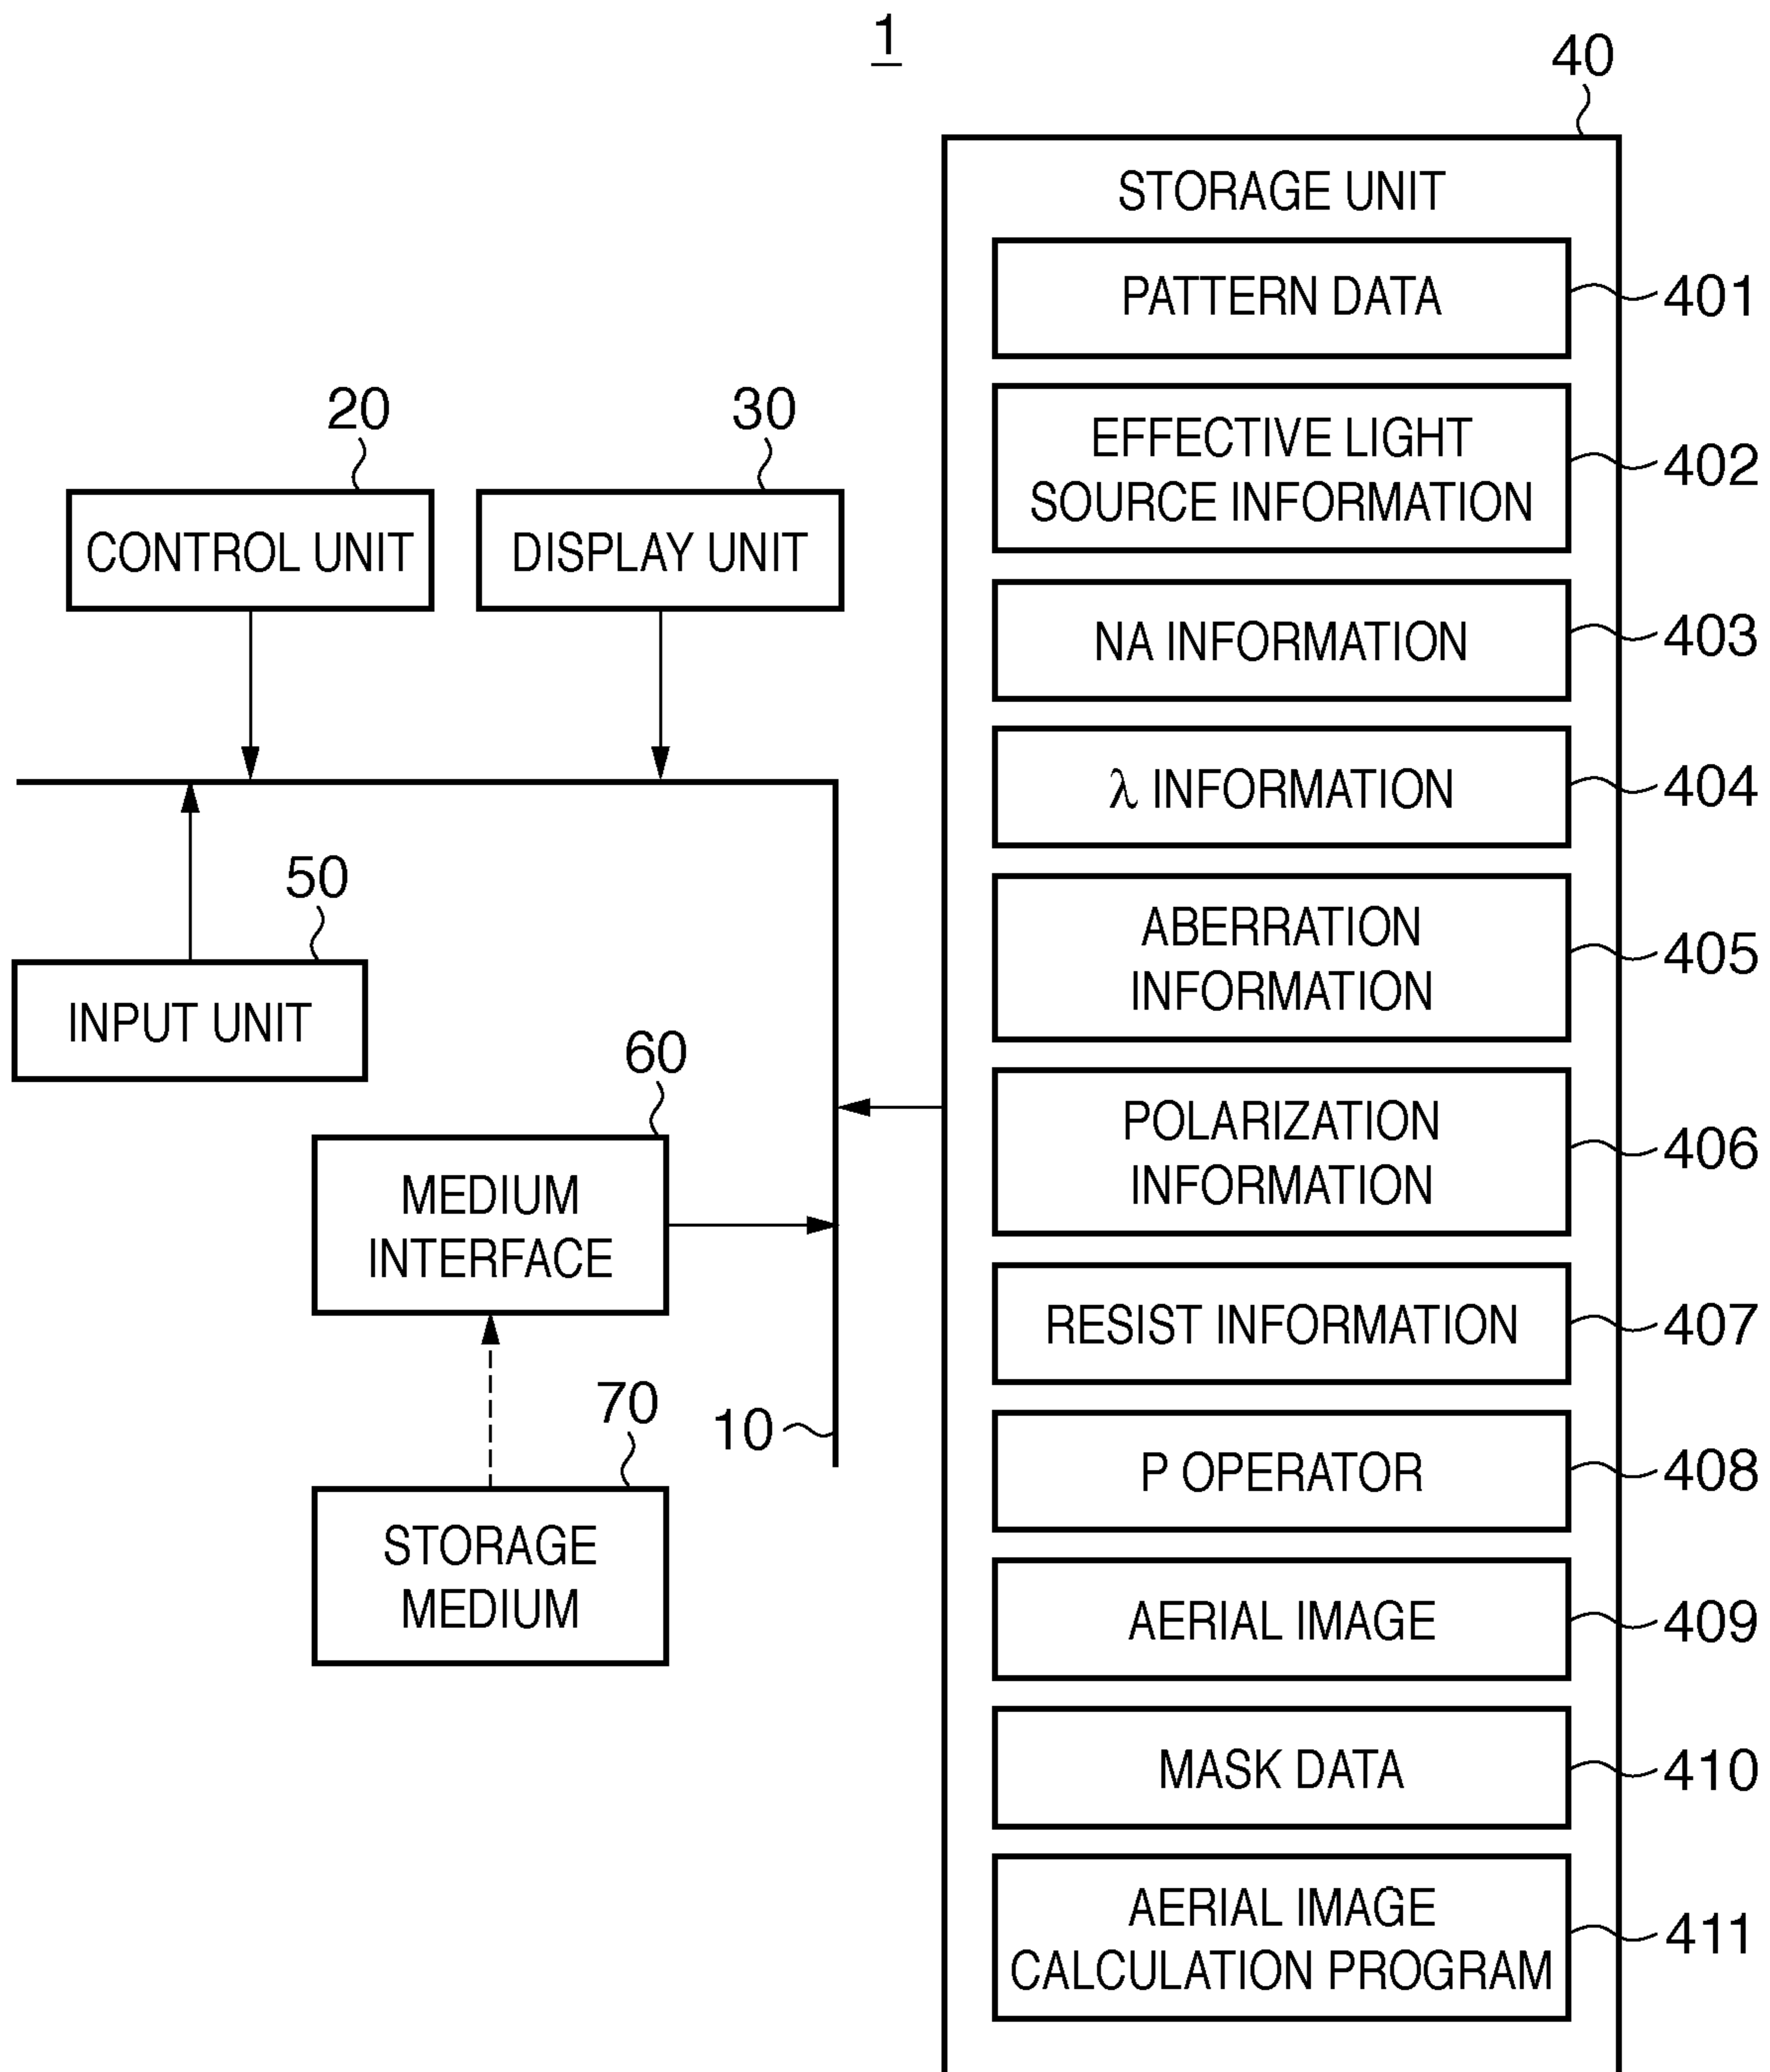 1
40
STORAGE UNIT
PATTERN DATA
401
EFFECTIVE LIGHT
SOURCE INFORMATION
402
NA INFORMATION
403
λ INFORMATION
404
ABERRATION
INFORMATION
405
POLARIZATION
INFORMATION
406
RESIST INFORMATION
407
P OPERATOR
408
AERIAL IMAGE
409
MASK DATA
410
AERIAL IMAGE
CALCULATION PROGRAM
411
20
CONTROL UNIT
30
DISPLAY UNIT
50
INPUT UNIT
60
MEDIUM
INTERFACE
70
STORAGE
MEDIUM
10